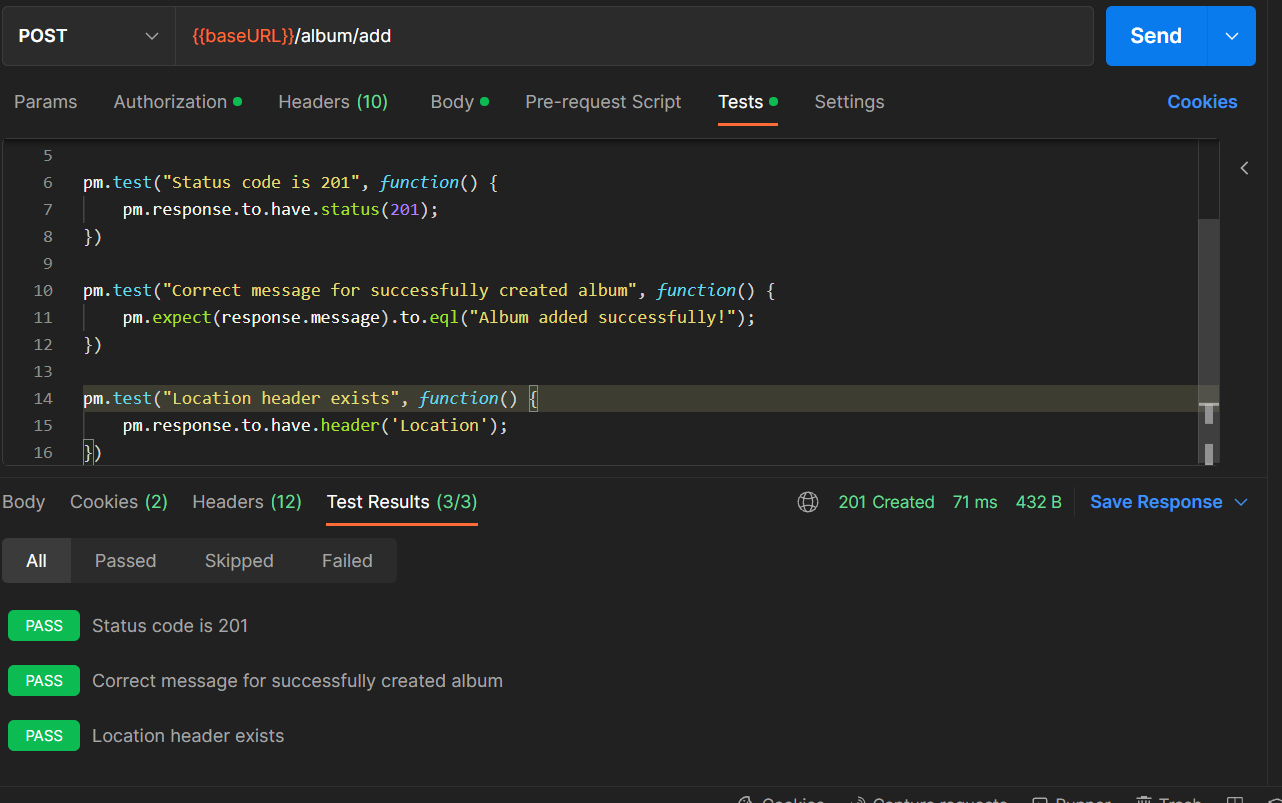 POST {{baseURL}}/album/add Send
Params Authorization Headers (10) Body Pre-request Script Tests Settings Cookies
5
6 pm.test("Status code is 201", function() {
7     pm.response.to.have.status(201);
8 })
9
10 pm.test("Correct message for successfully created album", function() {
11     pm.expect(response.message).to.eql("Album added successfully!");
12 })
13
14 pm.test("Location header exists", function() {
15     pm.response.to.have.header('Location');
16 })
Body Cookies (2) Headers (12) Test Results (3/3) 201 Created 71 ms 432 B Save Response
All Passed Skipped Failed
PASS Status code is 201
PASS Correct message for successfully created album
PASS Location header exists
Cookies Capture requests Runner Trash